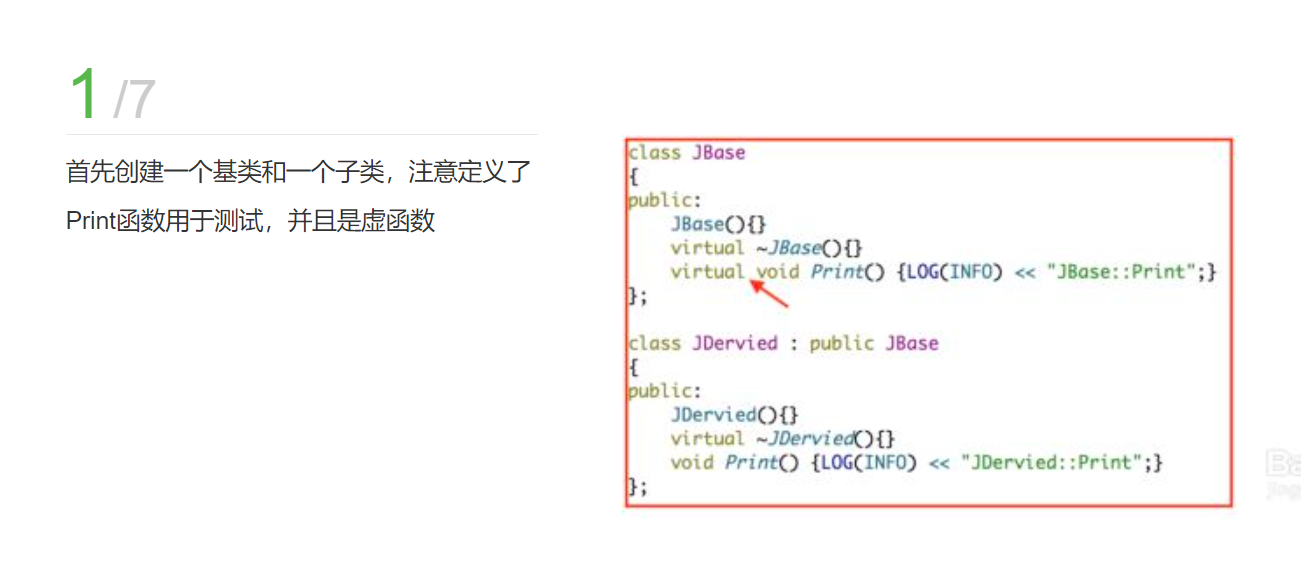 1 /7
首先创建一个基类和一个子类，注意定义了
Print函数用于测试，并且是虚函数
class JBase
{
public:
    JBase(){}
    virtual ~JBase(){}
    virtual void Print() {LOG(INFO) << "JBase::Print";}
};
class JDervied : public JBase
{
public:
    JDervied(){}
    virtual ~JDervied(){}
    void Print() {LOG(INFO) << "JDervied::Print";}
};